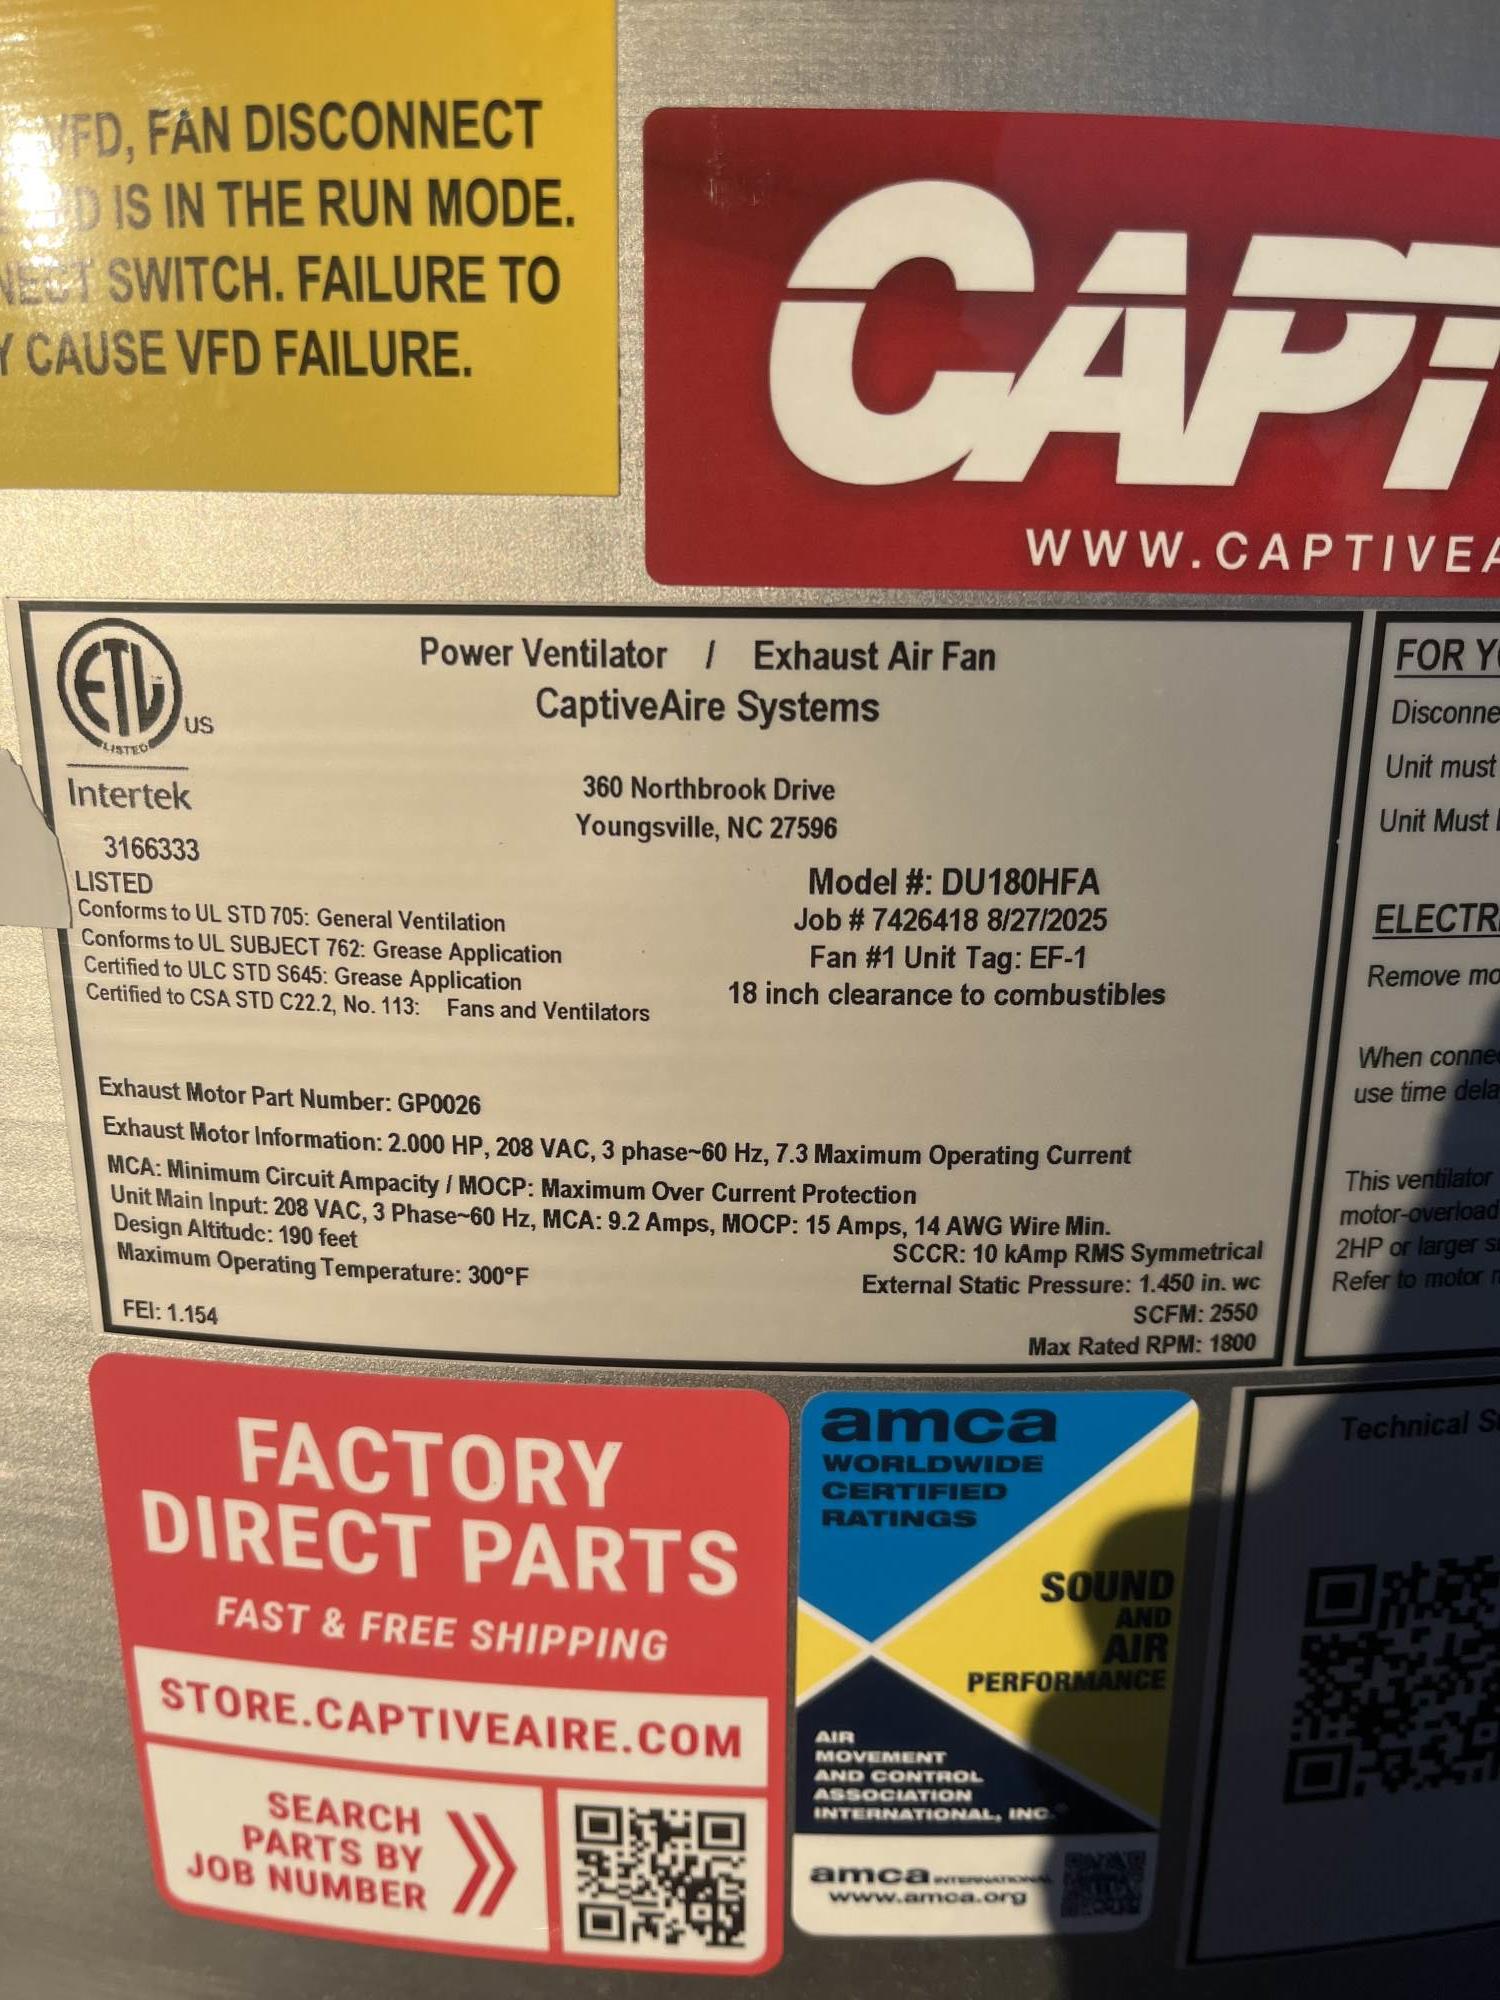 VFD, FAN DISCONNECT
IS IN THE RUN MODE.
SWITCH. FAILURE TO
CAUSE VFD FAILURE.
CAPTI
WWW.CAPTIVEA
ETL
LISTED
US
Intertek
3166333
LISTED
Conforms to UL STD 705: General Ventilation
Conforms to UL SUBJECT 762: Grease Application
Certified to ULC STD S645: Grease Application
Certified to CSA STD C22.2, No. 113: Fans and Ventilators
Power Ventilator / Exhaust Air Fan
CaptiveAire Systems
360 Northbrook Drive
Youngsville, NC 27596
Model #: DU180HFA
Job # 7426418 8/27/2025
Fan #1 Unit Tag: EF-1
18 inch clearance to combustibles
Exhaust Motor Part Number: GP0026
Exhaust Motor Information: 2.000 HP, 208 VAC, 3 phase~60 Hz, 7.3 Maximum Operating Current
MCA: Minimum Circuit Ampacity / MOCP: Maximum Over Current Protection
Unit Main Input: 208 VAC, 3 Phase~60 Hz, MCA: 9.2 Amps, MOCP: 15 Amps, 14 AWG Wire Min.
Design Altitude: 190 feet
SCCR: 10 kAmp RMS Symmetrical
Maximum Operating Temperature: 300°F
External Static Pressure: 1.450 in. wc
SCFM: 2550
FEI: 1.154
Max Rated RPM: 1800
FOR Y
Disconne
Unit must
Unit Must
ELECTR
Remove mo
When conne
use time dela
This ventilator
motor-overload
2HP or larger s
Refer to motor
FACTORY
DIRECT PARTS
FAST & FREE SHIPPING
STORE.CAPTIVEAIRE.COM
SEARCH
PARTS BY
JOB NUMBER
amca
WORLDWIDE
CERTIFIED
RATINGS
SOUND
AND
AIR
PERFORMANCE
AIR
MOVEMENT
AND CONTROL
ASSOCIATION
INTERNATIONAL, INC.
amca INTERNATIONAL
www.amca.org
Technical S